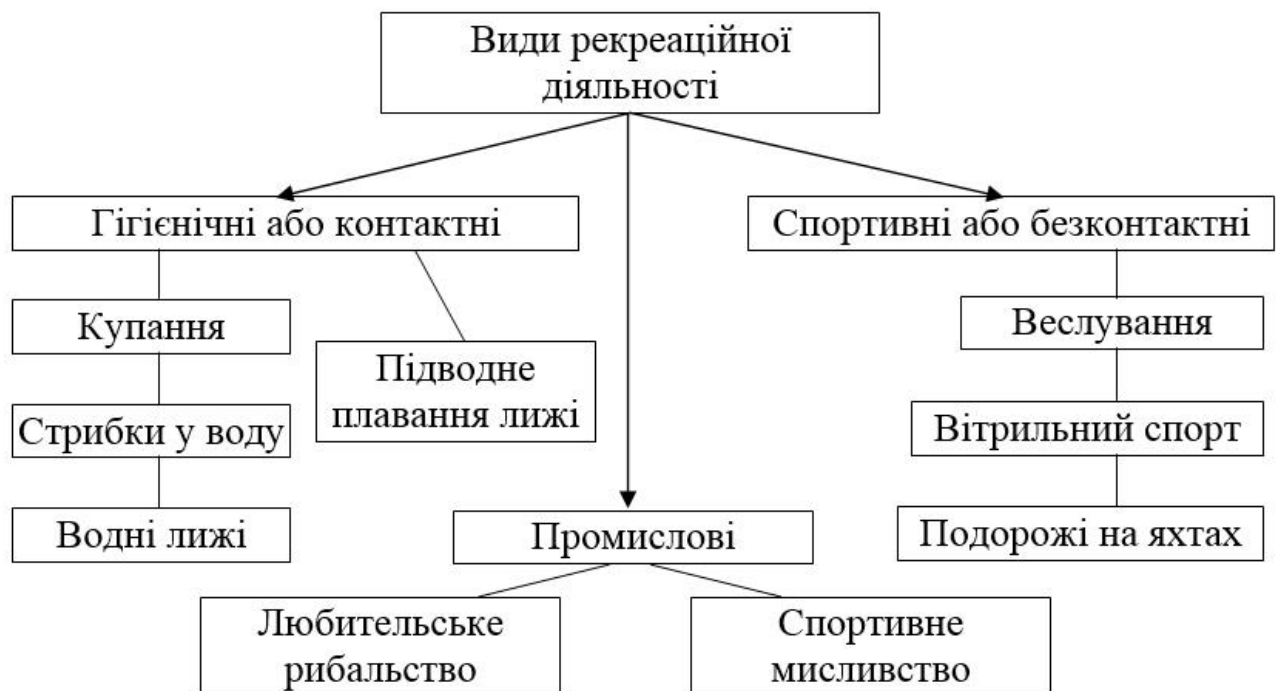 Види рекреаційної
діяльності
Гігієнічні або контактні
Спортивні або безконтактні
Купання
Підводне
плавання лижі
Стрибки у воду
Водні лижі
Веслування
Вітрильний спорт
Подорожі на яхтах
Промислові
Любительське
рибальство
Спортивне
мисливство